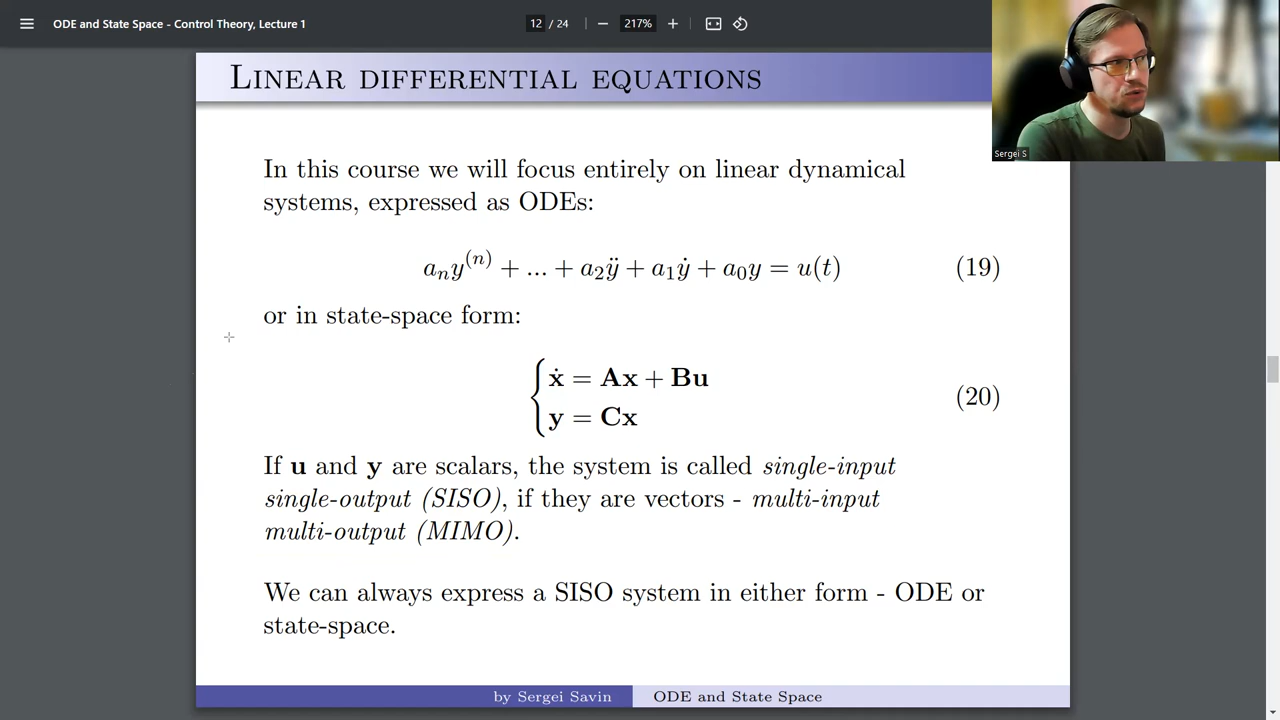 ODE and State Space - Control Theory, Lecture 1
12 / 24
217%
Sergei S
LINEAR DIFFERENTIAL EQUATIONS
In this course we will focus entirely on linear dynamical
systems, expressed as ODEs:
aₙy⁽ⁿ⁾ + ... + a₂ÿ + a₁ẏ + a₀y = u(t) (19)
or in state-space form:
ẋ = Ax + Bu
y = Cx
(20)
If u and y are scalars, the system is called single-input
single-output (SISO), if they are vectors - multi-input
multi-output (MIMO).
We can always express a SISO system in either form - ODE or
state-space.
by Sergei Savin ODE and State Space